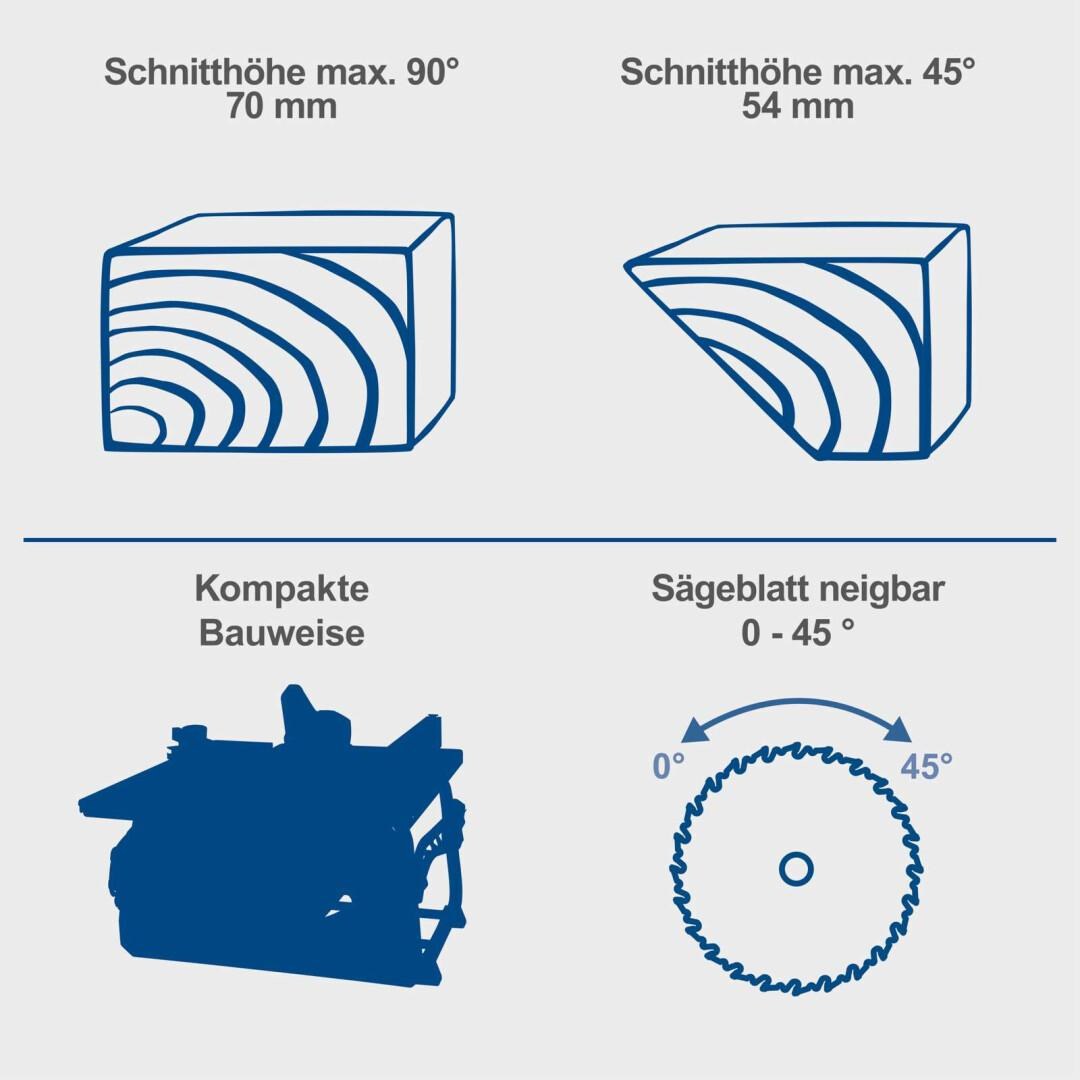 Schnitthöhe max. 90°
70 mm
Schnitthöhe max. 45°
54 mm
Kompakte
Bauweise
Sägeblatt neigbar
0 - 45 °
0°
45°